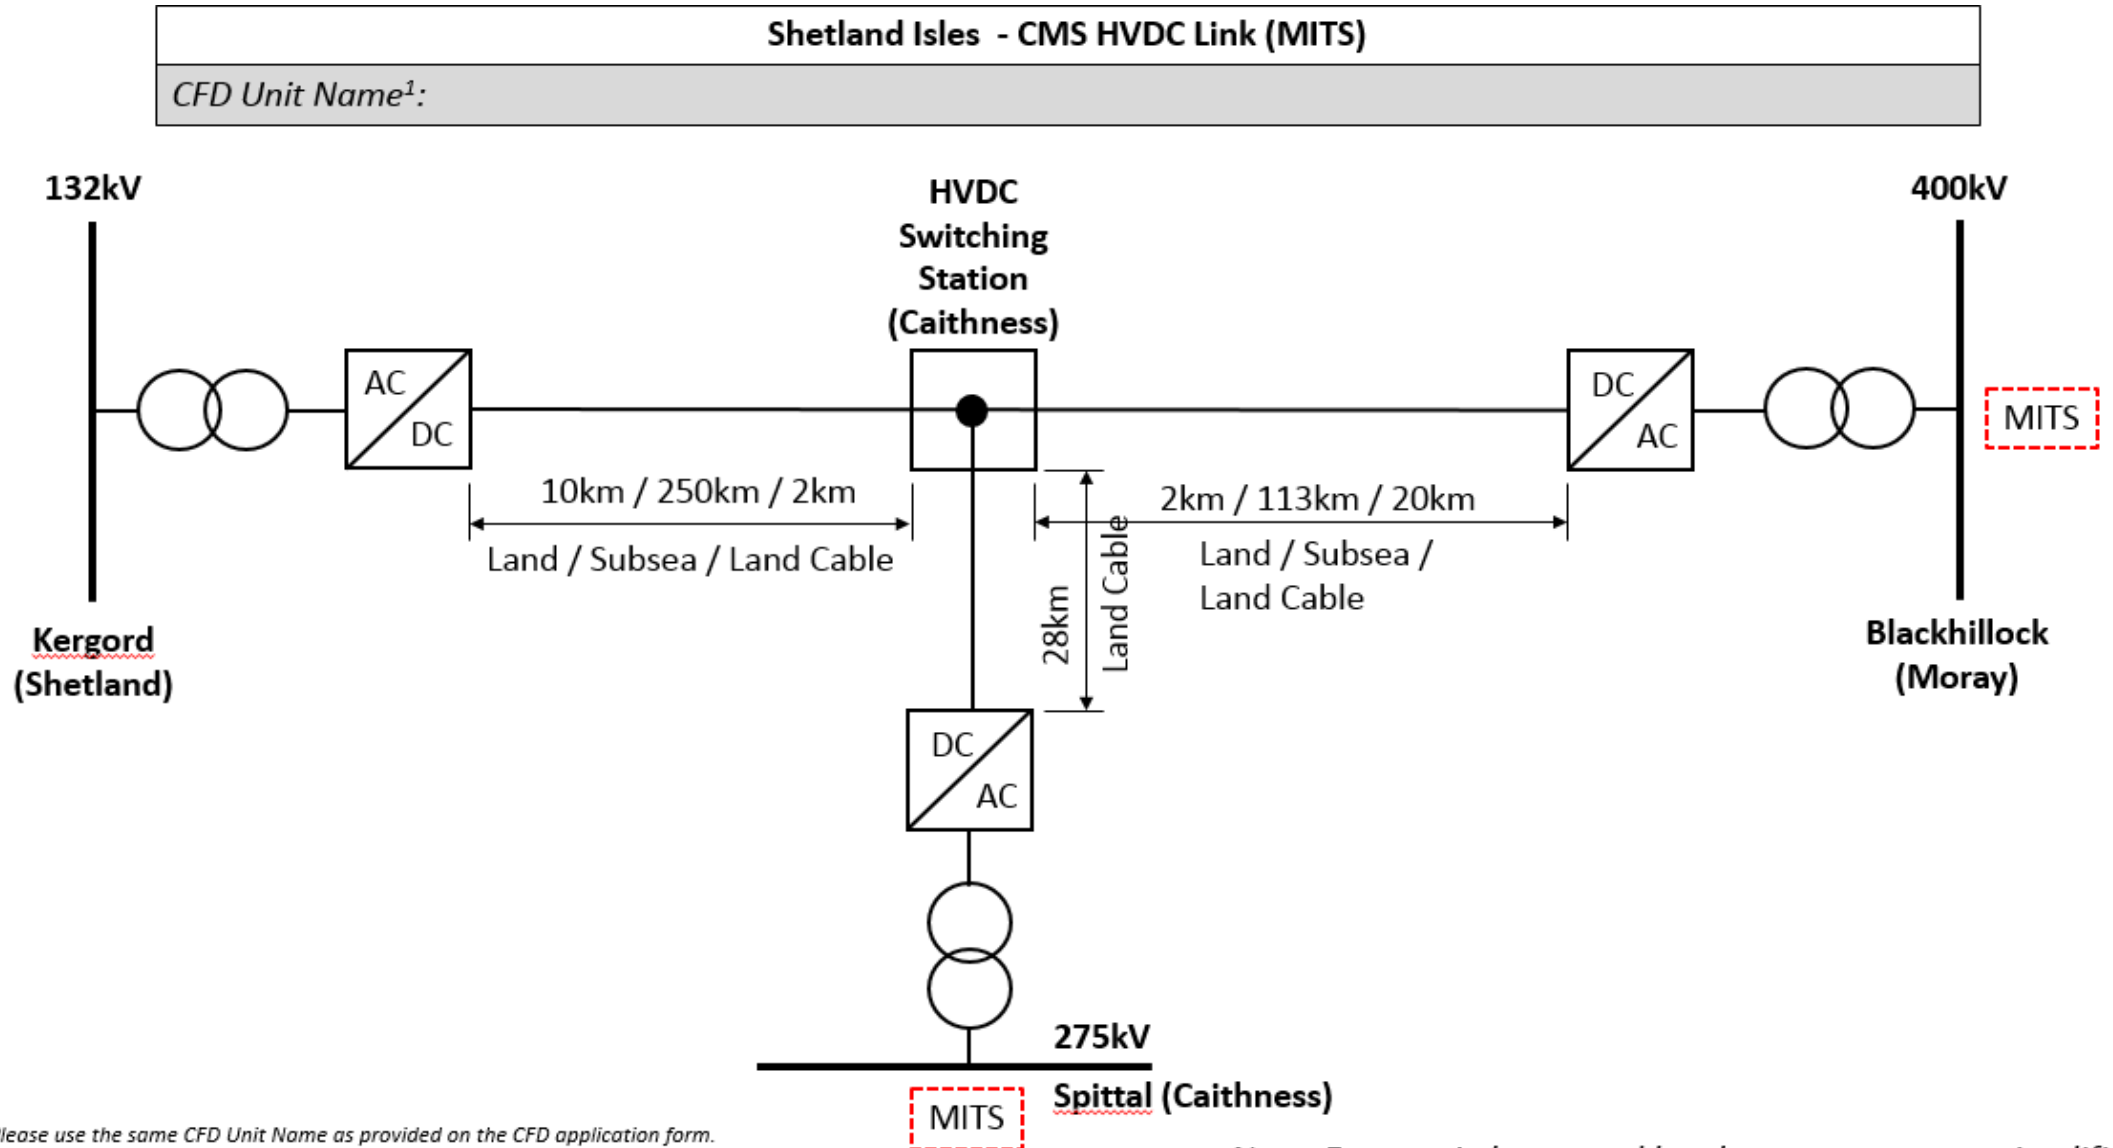 Shetland Isles - CMS HVDC Link (MITS)
CFD Unit Name¹:
132kV
HVDC
Switching
Station
(Caithness)
400kV
AC
DC
DC
AC
MITS
10km / 250km / 2km
Land / Subsea / Land Cable
2km / 113km / 20km
Land / Subsea /
Land Cable
28km
Land Cable
Kergord
(Shetland)
Blackhillock
(Moray)
DC
AC
275kV
Spittal (Caithness)
MITS
lease use the same CFD Unit Name as provided on the CFD application form.